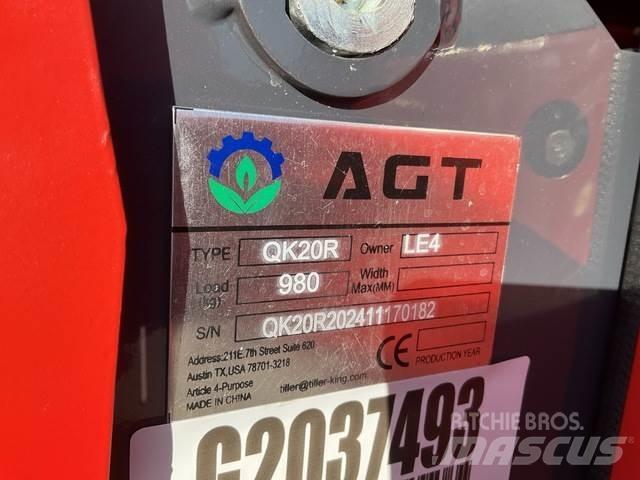 AGT
TYPE QK20R Owner LE4
Load (kg) 980 Width Max(MM)
S/N QK20R202411170182
Address:211E.7th Street Suite 620
Austin TX,USA 78701-3218
Article 4-Purpose tiller@tiller-king.com
MADE IN CHINA
CE PRODUCTION YEAR
G2037493
RITCHIE BROS.
MASCUS